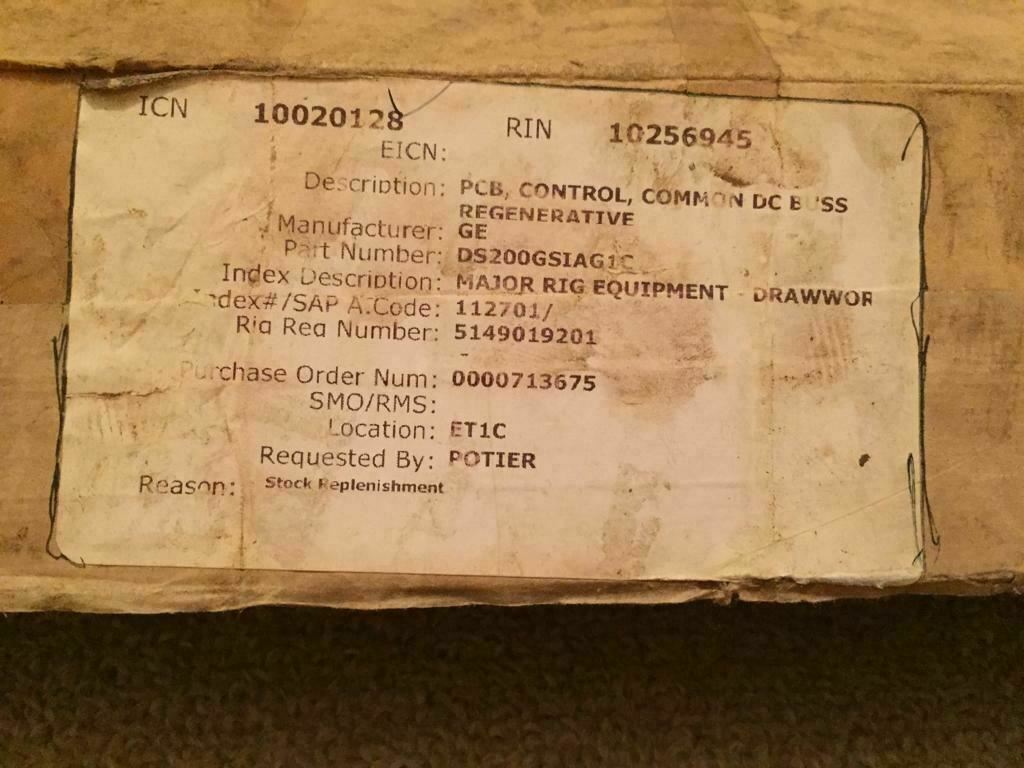 ICN 10020128 RIN 10256945
EICN:
Description: PCB, CONTROL, COMMON DC BUSS
REGENERATIVE
Manufacturer: GE
Part Number: DS200GSIAG1C
Index Description: MAJOR RIG EQUIPMENT - DRAWWOR
ndex#/SAP A.Code: 112701/
Rig Req Number: 5149019201
-
Purchase Order Num: 0000713675
SMO/RMS:
Location: ET1C
Requested By: POTIER
Reason: Stock Replenishment